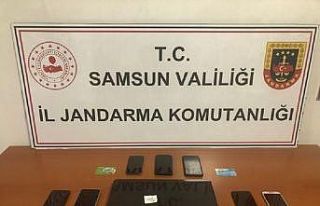 T.C.
SAMSUN VALİLİĞİ
İL JANDARMA KOMUTANLIĞI